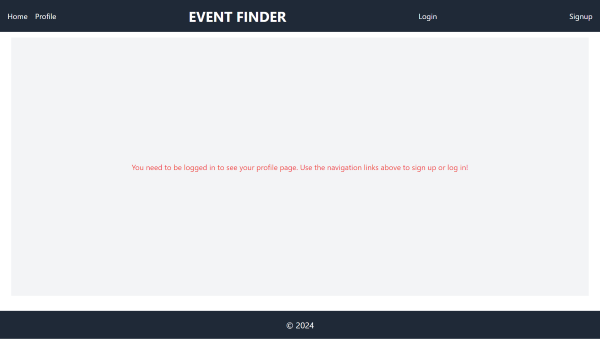 Home Profile EVENT FINDER Login Signup
You need to be logged in to see your profile page. Use the navigation links above to sign up or log in!
© 2024